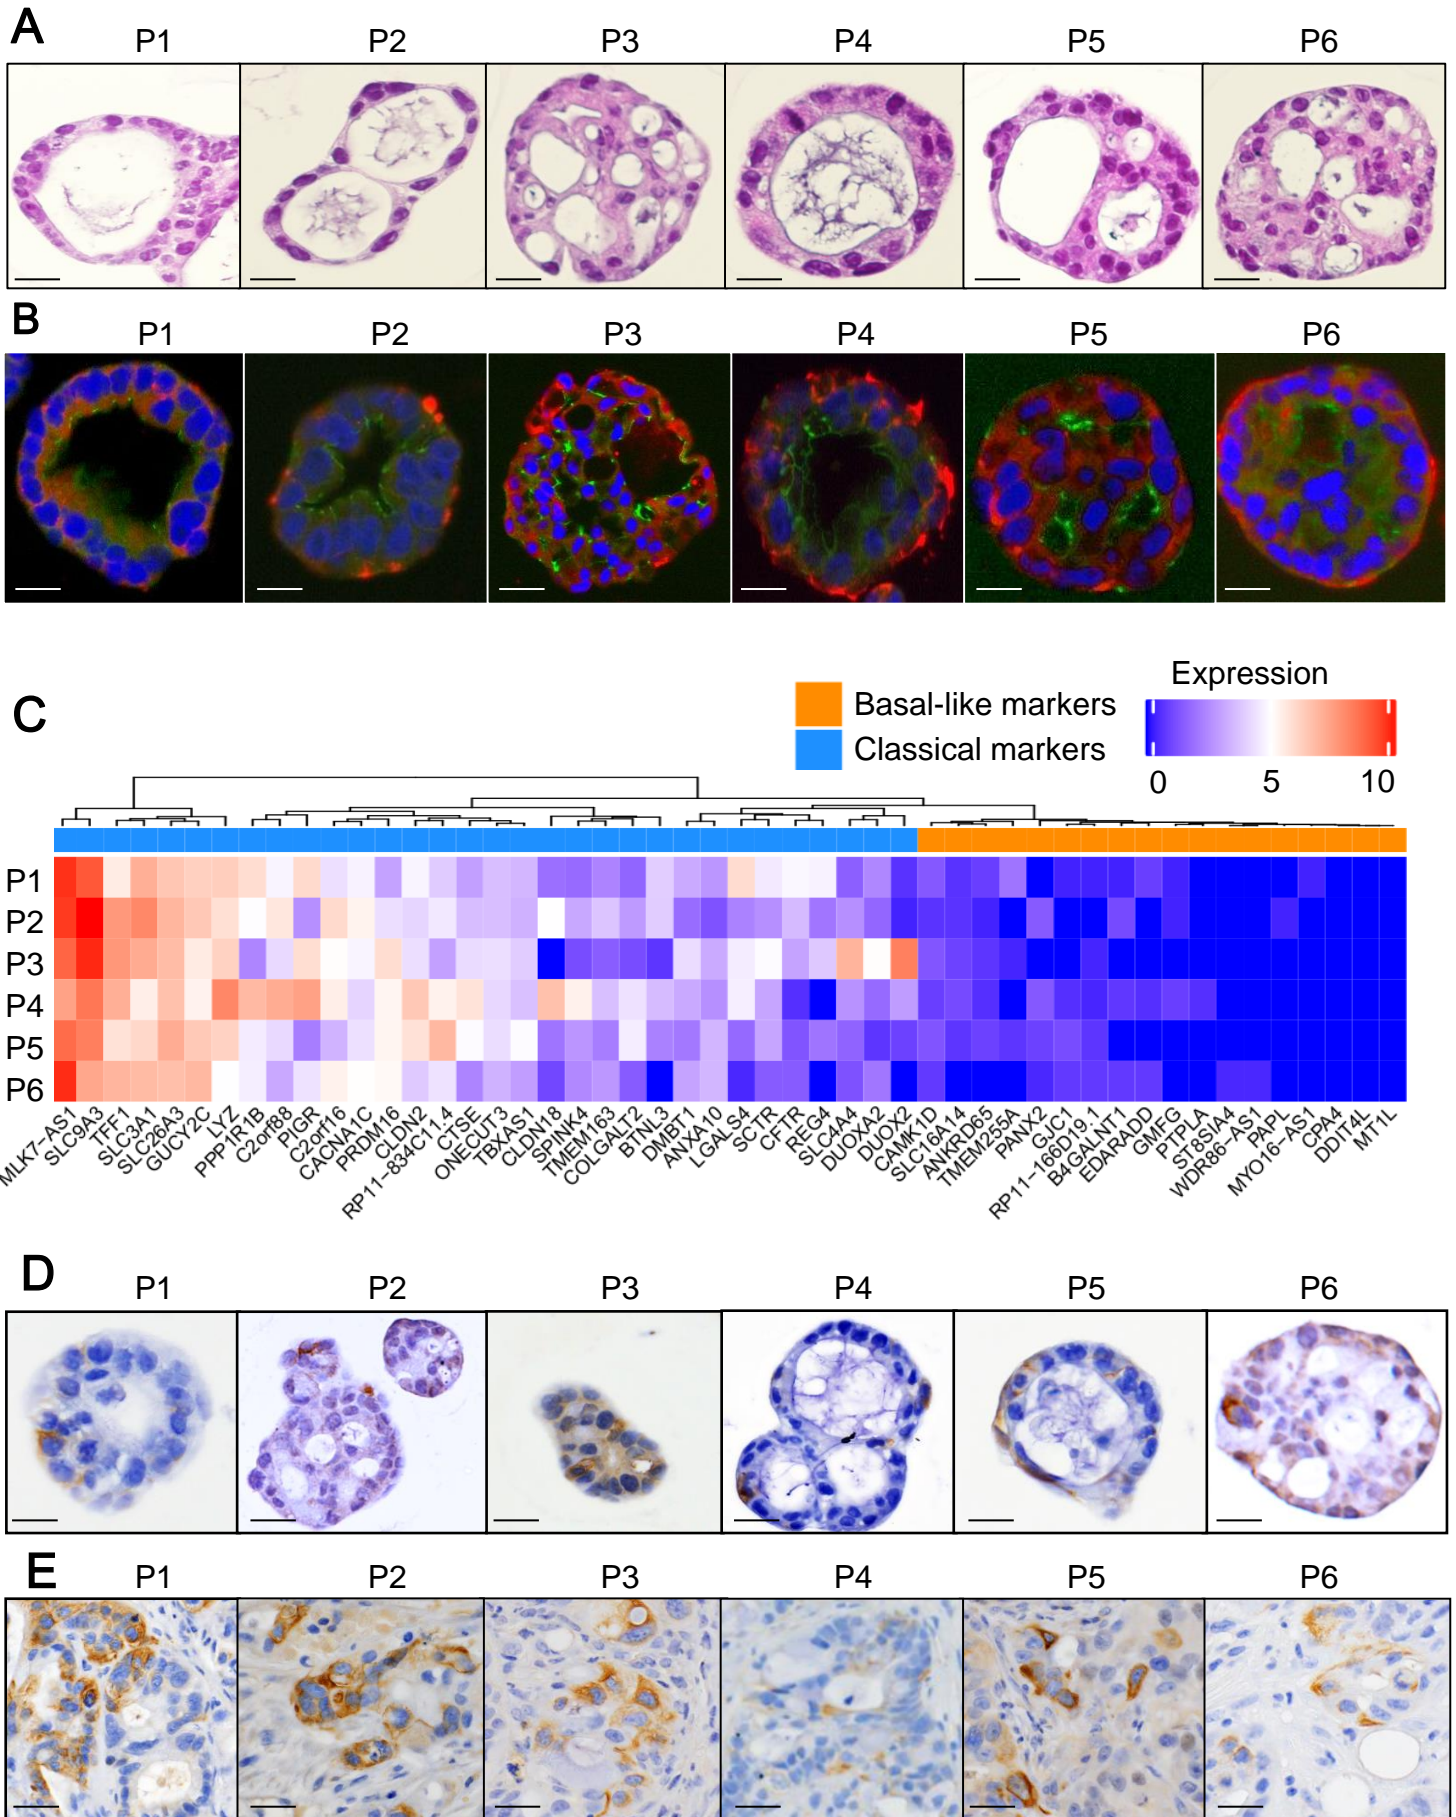 A
P1 P2 P3 P4 P5 P6
B
P1 P2 P3 P4 P5 P6
C
Basal-like markers
Classical markers
Expression
0 5 10
P1
P2
P3
P4
P5
P6
MLK7-AS1
SLC9A3
TFF1
SLC3A1
SLC26A3
GUCY2C
LYZ
PPP1R1B
C2orf88
PIGR
C2orf16
CACNA1C
PRDM16
CLDN2
RP11-834C11.4
CTSE
ONECUT3
TBXAS1
CLDN18
SPINK4
TMEM163
COLGALT2
BTNL3
DMBT1
ANXA10
LGALS4
SCTR
CFTR
REG4
SLC4A4
DUOXA2
DUOX2
CAMK1D
SLC16A14
ANKRD65
TMEM255A
PANX2
GJC1
RP11-166D19.1
B4GALNT1
EDARADD
GMFG
PTPLA
ST8SIA4
WDR86-AS1
PAPL
MYO16-AS1
CPA4
DDIT4L
MT1L
D
P1 P2 P3 P4 P5 P6
E
P1 P2 P3 P4 P5 P6